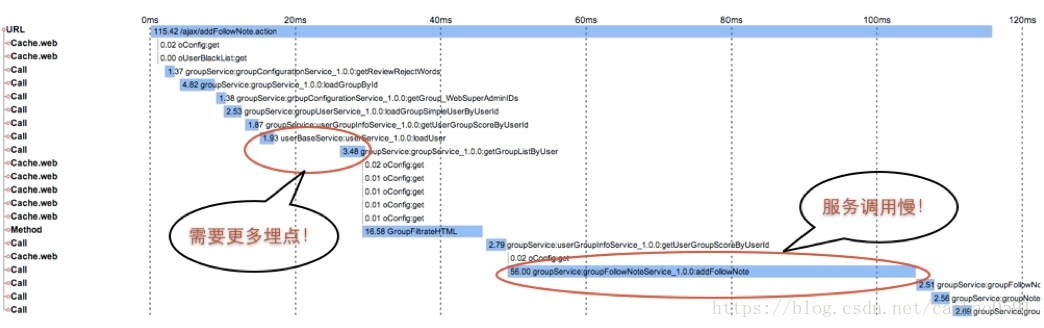 0ms 20ms 40ms 60ms 80ms 100ms 120ms
URL 115.42 /ajax/addFollowNote.action
Cache.web 0.02 oConfig:get
Cache.web 0.00 oUserBlackList:get
Call 1.37 groupService:groupConfigurationService_1.0.0:getReviewRejectWords
Call 4.82 groupService:groupService_1.0.0:loadGroupById
Call 1.38 groupService:groupConfigurationService_1.0.0:getGroup_WebSuperAdminIDs
Call 2.53 groupService:groupUserService_1.0.0:loadGroupSimpleUserByUserId
Call 1.87 groupService:userGroupInfoService_1.0.0:getUserGroupScoreByUserId
Call 1.93 userBaseService:userService_1.0.0:loadUser
Call 3.48 groupService:groupService_1.0.0:getGroupListByUser
Cache.web 0.02 oConfig:get
Cache.web 0.01 oConfig:get
Cache.web 0.01 oConfig:get
Cache.web 0.01 oConfig:get
Cache.web 0.01 oConfig:get
Method 16.58 GroupFiltrateHTML
Call 2.79 groupService:userGroupInfoService_1.0.0:getUserGroupScoreByUserId
Cache.web 0.02 oConfig:get
Call 56.00 groupService:groupFollowNoteService_1.0.0:addFollowNote
Call 2.51 groupService:groupFollowNo
Call 2.56 groupService:groupNote
Call 2.69 groupService:grou
需要更多埋点!
服务调用慢!